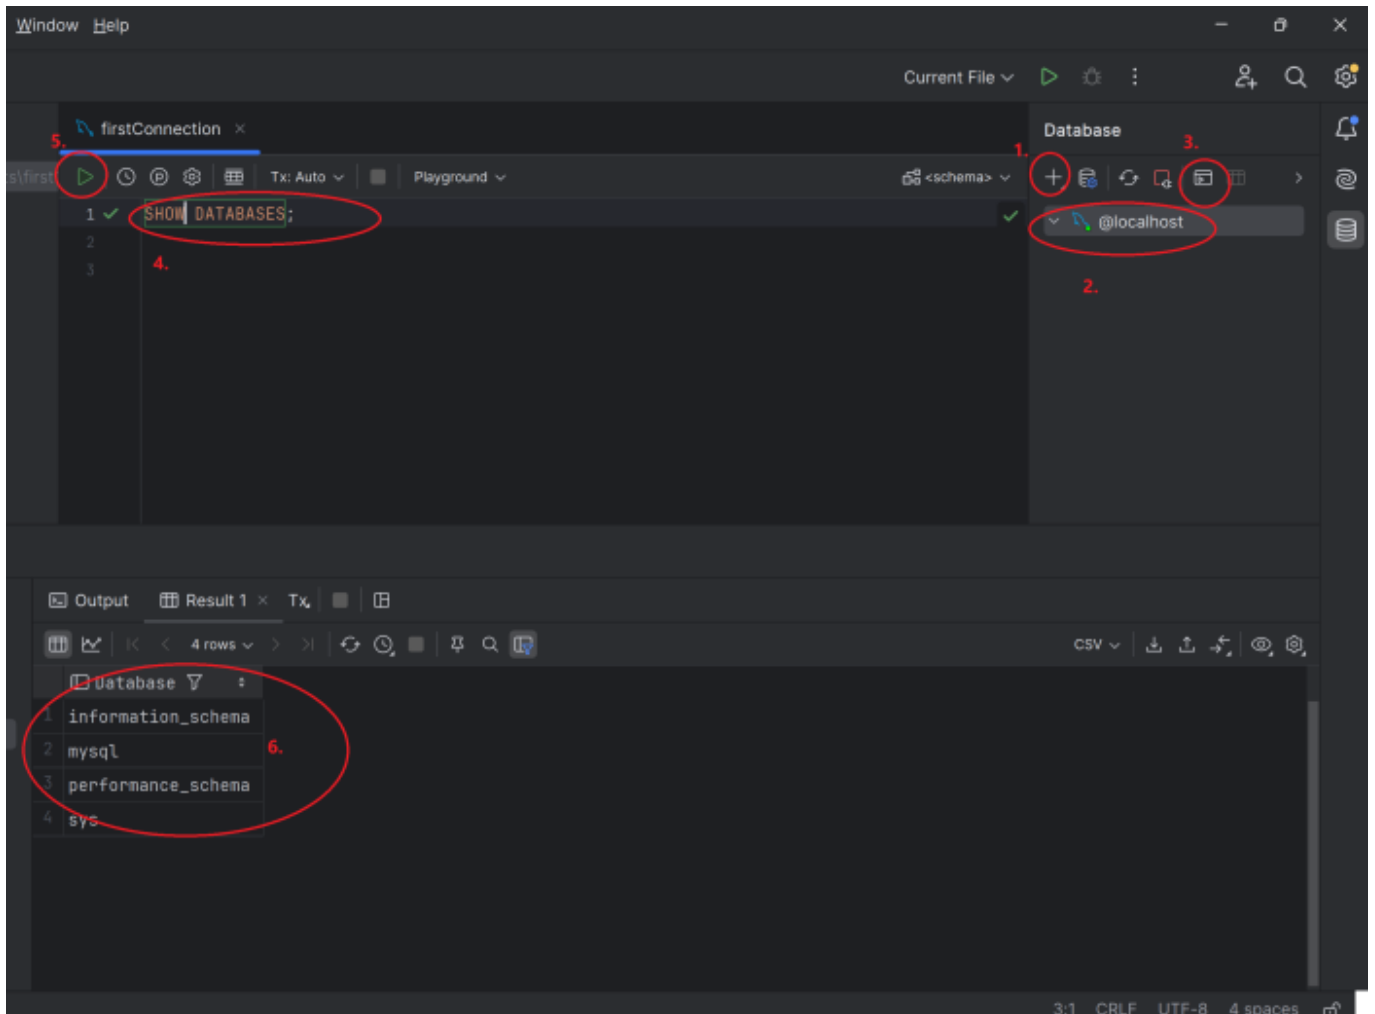 Window Help
Current File
firstConnection
Database
5.
1.
3.
s\first
Tx: Auto
Playground
<schema>
1 SHOW DATABASES;
@localhost
2
3
4.
2.
Output
Result 1
Tx
4 rows
CSV
Database
1 information_schema
2 mysql
6.
3 performance_schema
4 sys
3:1 CRLF UTF-8 4 spaces